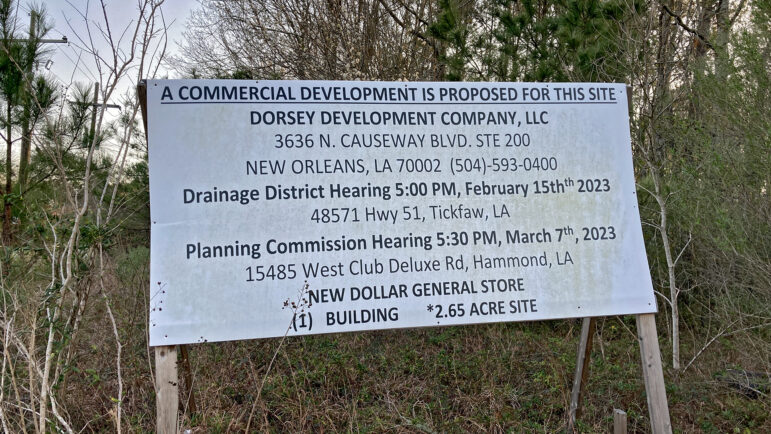 A COMMERCIAL DEVELOPMENT IS PROPOSED FOR THIS SITE
DORSEY DEVELOPMENT COMPANY, LLC
3636 N. CAUSEWAY BLVD. STE 200
NEW ORLEANS, LA 70002 (504)-593-0400
Drainage District Hearing 5:00 PM, February 15th th 2023
48571 Hwy 51, Tickfaw, LA
Planning Commission Hearing 5:30 PM, March 7th, 2023
15485 West Club Deluxe Rd, Hammond, LA
NEW DOLLAR GENERAL STORE
(1) BUILDING *2.65 ACRE SITE